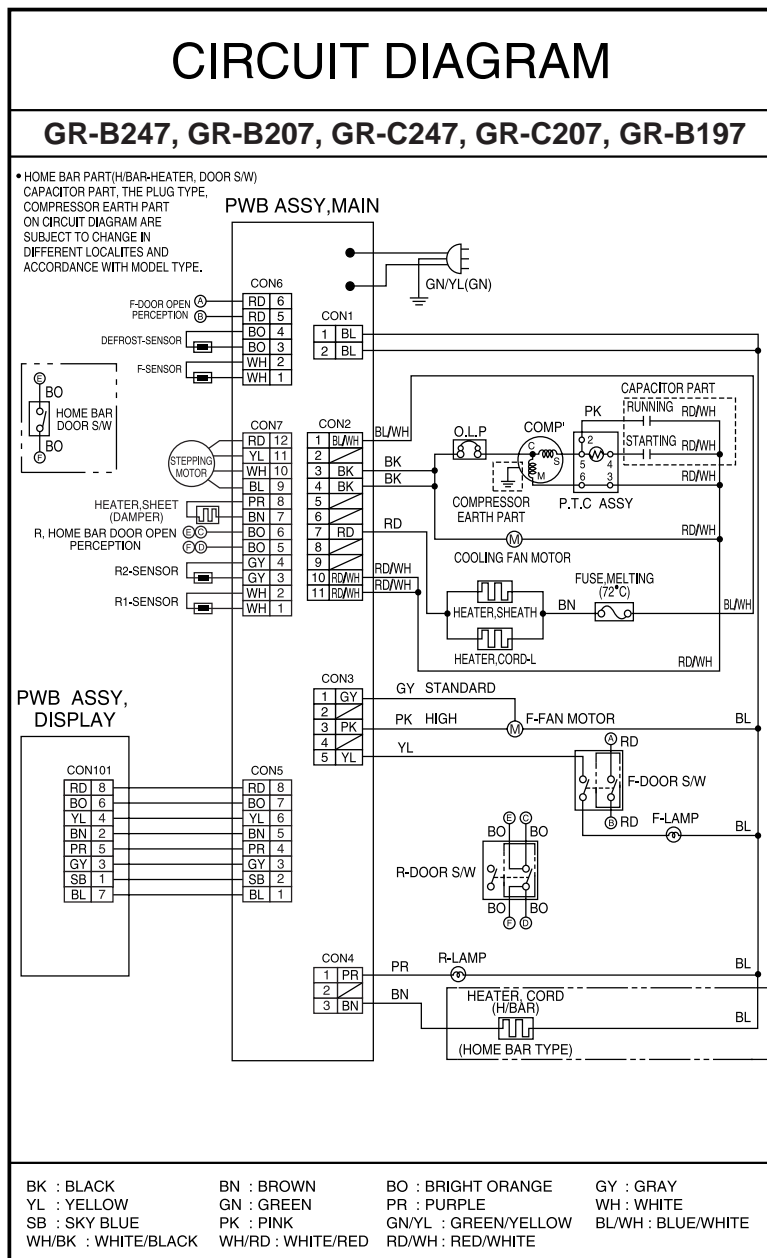 CIRCUIT DIAGRAM
GR-B247, GR-B207, GR-C247, GR-C207, GR-B197
• HOME BAR PART(H/BAR-HEATER, DOOR S/W)
CAPACITOR PART, THE PLUG TYPE,
COMPRESSOR EARTH PART
ON CIRCUIT DIAGRAM ARE
SUBJECT TO CHANGE IN
DIFFERENT LOCALITES AND
ACCORDANCE WITH MODEL TYPE.
PWB ASSY,MAIN
GN/YL(GN)
CON6
F-DOOR OPEN
PERCEPTION
A
B
RD 6
RD 5
BO 4
BO 3
WH 2
WH 1
DEFROST-SENSOR
F-SENSOR
CON1
1 BL
2 BL
E
BO
HOME BAR
DOOR S/W
BO
F
CON7
RD 12
YL 11
WH 10
BL 9
PR 8
BN 7
BO 6
BO 5
GY 4
GY 3
WH 2
WH 1
STEPPING
MOTOR
HEATER,SHEET
(DAMPER)
R, HOME BAR DOOR OPEN
PERCEPTION
E C
F D
R2-SENSOR
R1-SENSOR
CON2
1 BL/WH
2
3 BK
4 BK
5
6
7 RD
8
9
10 RD/WH
11 RD/WH
BL/WH
BK
BK
RD
RD/WH
RD/WH
O.L.P
COMP'
C
S
M
COMPRESSOR
EARTH PART
PK
2
5 4
6 3
P.T.C ASSY
CAPACITOR PART
RUNNING
RD/WH
STARTING
RD/WH
RD/WH
M
RD/WH
COOLING FAN MOTOR
HEATER,SHEATH
HEATER,CORD-L
BN
FUSE,MELTING
(72°C)
BL/WH
RD/WH
CON3
1 GY
2
3 PK
4
5 YL
GY STANDARD
PK HIGH
M
F-FAN MOTOR
BL
YL
A RD
F-DOOR S/W
B RD
F-LAMP
BL
PWB ASSY,
DISPLAY
CON101
RD 8
BO 6
YL 4
BN 2
PR 5
GY 3
SB 1
BL 7
CON5
RD 8
BO 7
YL 6
BN 5
PR 4
GY 3
SB 2
BL 1
E C
BO BO
R-DOOR S/W
BO BO
F D
CON4
1 PR
2
3 BN
PR
R-LAMP
BL
BN
HEATER, CORD
(H/BAR)
BL
(HOME BAR TYPE)
BK : BLACK BN : BROWN BO : BRIGHT ORANGE GY : GRAY
YL : YELLOW GN : GREEN PR : PURPLE WH : WHITE
SB : SKY BLUE PK : PINK GN/YL : GREEN/YELLOW BL/WH : BLUE/WHITE
WH/BK : WHITE/BLACK WH/RD : WHITE/RED RD/WH : RED/WHITE